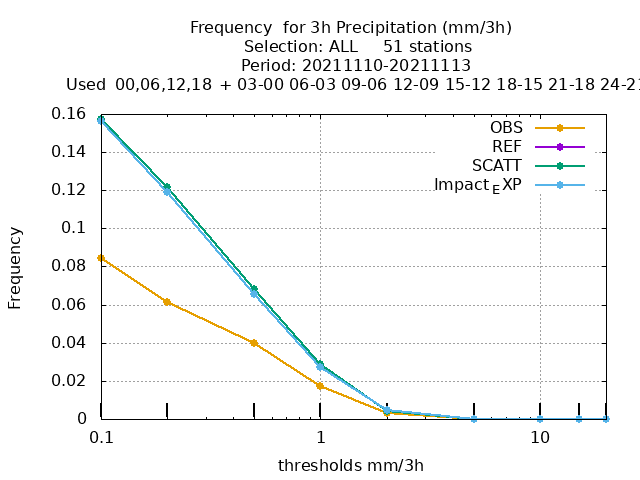 Frequency  for 3h Precipitation (mm/3h)
Selection: ALL     51 stations
Period: 20211110-20211113
Used  00,06,12,18  + 03-00 06-03 09-06 12-09  15-12 18-15 21-18 24-21
0.16
0.14
0.12
0.1
0.08
0.06
0.04
0.02
0
0.1
1
10
Frequency
thresholds mm/3h
OBS
REF
SCATT
Impact_EXP